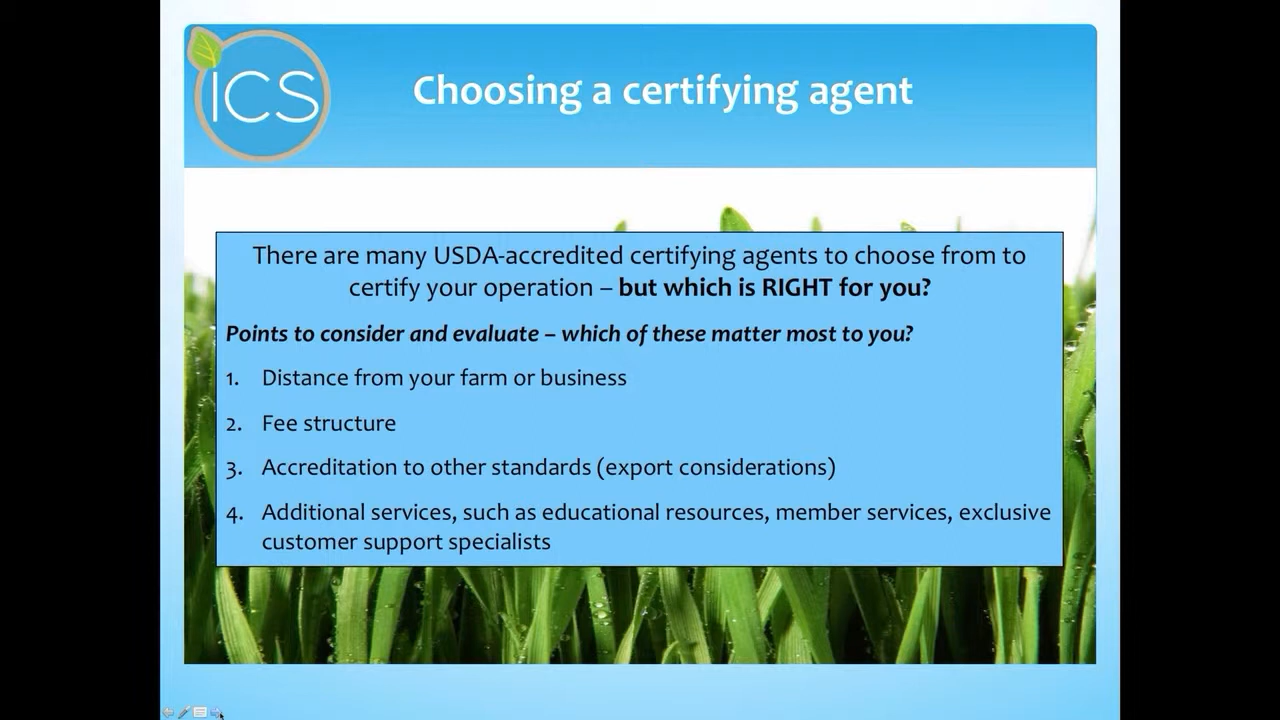 ICS
Choosing a certifying agent
There are many USDA-accredited certifying agents to choose from to
certify your operation – but which is RIGHT for you?
Points to consider and evaluate – which of these matter most to you?
1. Distance from your farm or business
2. Fee structure
3. Accreditation to other standards (export considerations)
4. Additional services, such as educational resources, member services, exclusive
customer support specialists